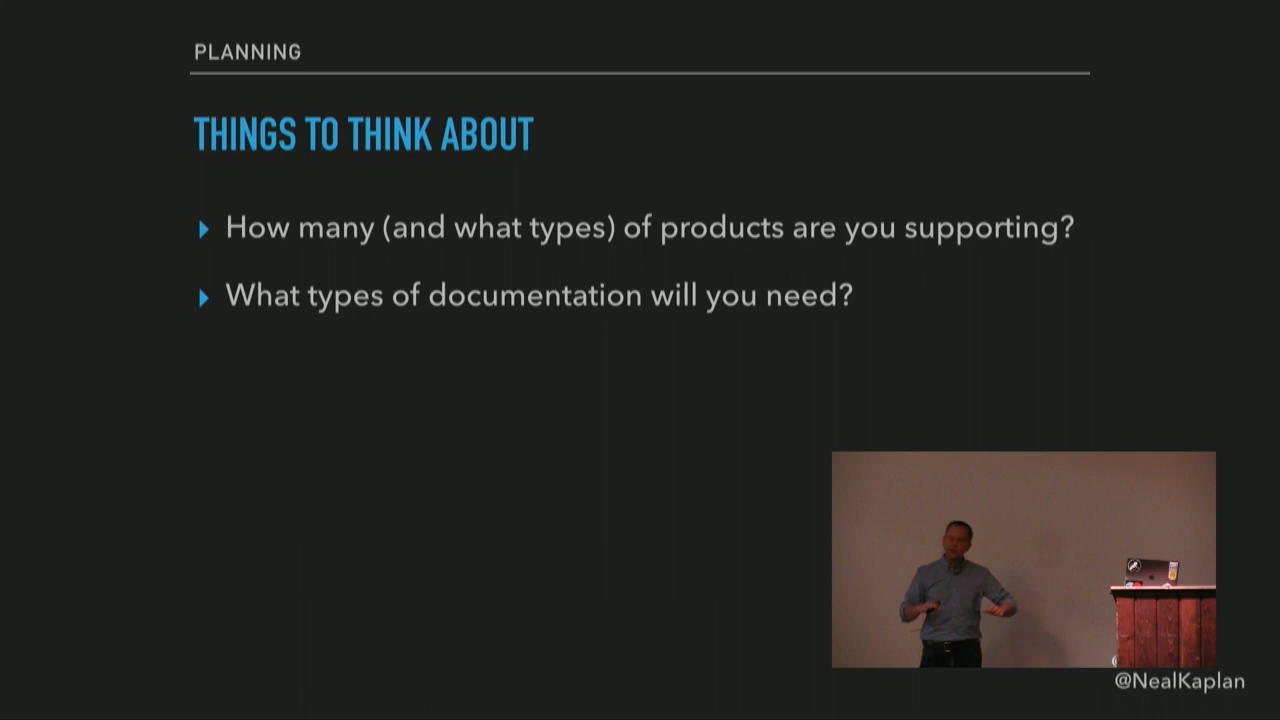 PLANNING
THINGS TO THINK ABOUT
How many (and what types) of products are you supporting?
What types of documentation will you need?
@NealKaplan